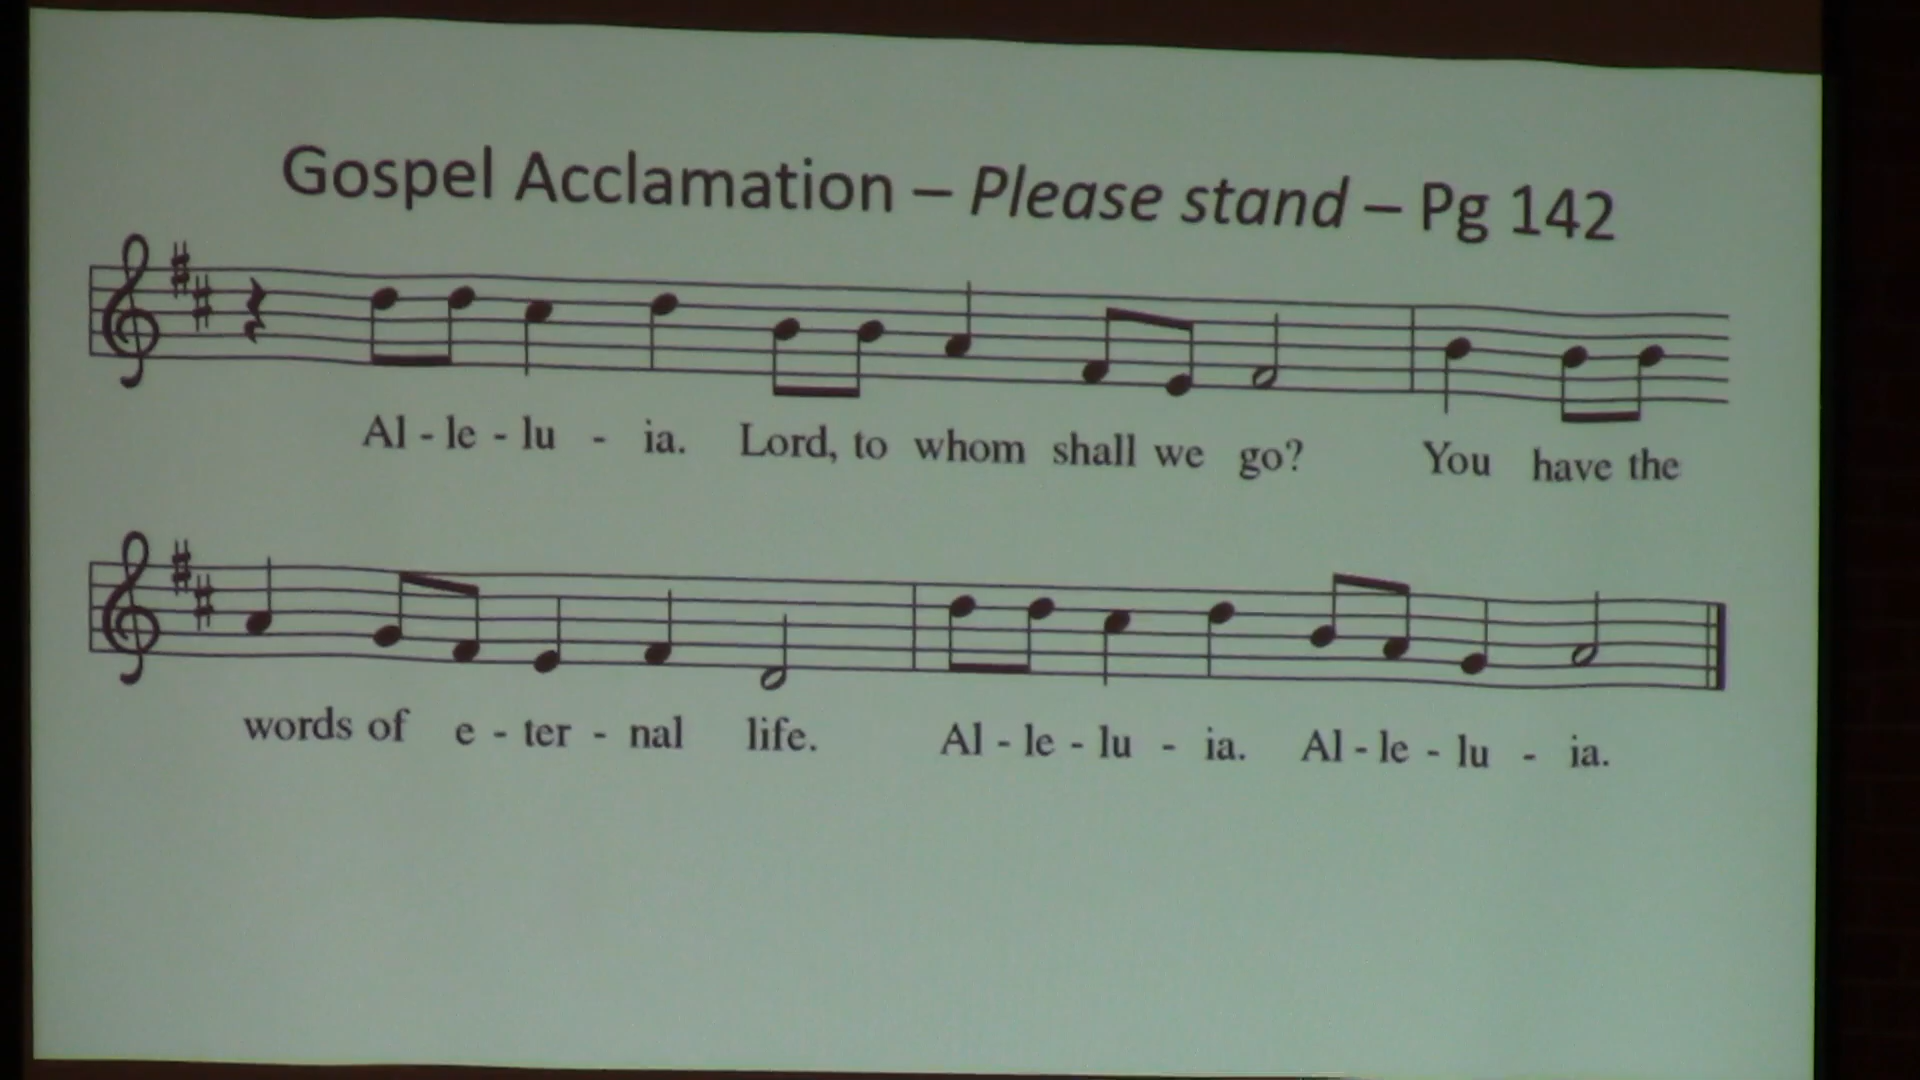 Gospel Acclamation – Please stand – Pg 142
Al - le - lu - ia. Lord, to whom shall we go? You have the
words of e - ter - nal life. Al - le - lu - ia. Al - le - lu - ia.